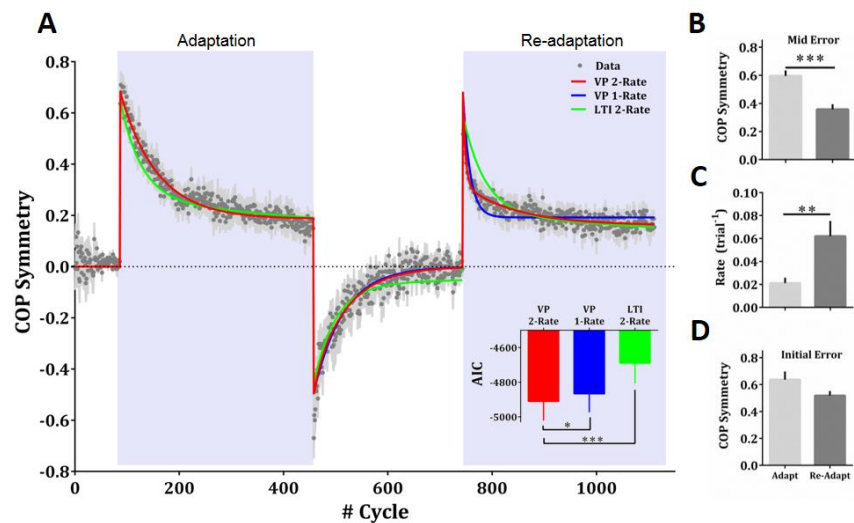 A
Adaptation
Re-adaptation
Data
VP 2-Rate
VP 1-Rate
LTI 2-Rate
COP Symmetry
0.8
0.6
0.4
0.2
0.0
-0.2
-0.4
-0.6
-0.8
0
200
400
600
800
1000
# Cycle
VP VP LTI
2-Rate 1-Rate 2-Rate
AIC
-4600
-4800
-5000
*
***
B
Mid Error
***
COP Symmetry
0.8
0.6
0.4
0.2
0.0
C
**
Rate (trial⁻¹)
0.10
0.08
0.06
0.04
0.02
0.00
D
Initial Error
COP Symmetry
0.8
0.6
0.4
0.2
0.0
Adapt Re-Adapt